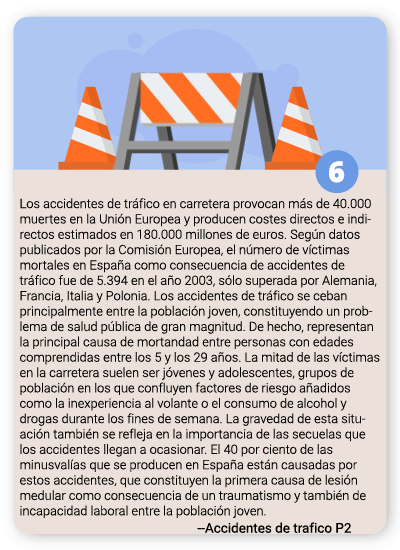 6
Los accidentes de tráfico en carretera provocan más de 40.000
muertes en la Unión Europea y producen costes directos e indi-
rectos estimados en 180.000 millones de euros. Según datos
publicados por la Comisión Europea, el número de víctimas
mortales en España como consecuencia de accidentes de
tráfico fue de 5.394 en el año 2003, sólo superada por Alemania,
Francia, Italia y Polonia. Los accidentes de tráfico se ceban
principalmente entre la población joven, constituyendo un prob-
lema de salud pública de gran magnitud. De hecho, representan
la principal causa de mortandad entre personas con edades
comprendidas entre los 5 y los 29 años. La mitad de las víctimas
en la carretera suelen ser jóvenes y adolescentes, grupos de
población en los que confluyen factores de riesgo añadidos
como la inexperiencia al volante o el consumo de alcohol y
drogas durante los fines de semana. La gravedad de esta situ-
ación también se refleja en la importancia de las secuelas que
los accidentes llegan a ocasionar. El 40 por ciento de las
minusvalías que se producen en España están causadas por
estos accidentes, que constituyen la primera causa de lesión
medular como consecuencia de un traumatismo y también de
incapacidad laboral entre la población joven.
--Accidentes de trafico P2